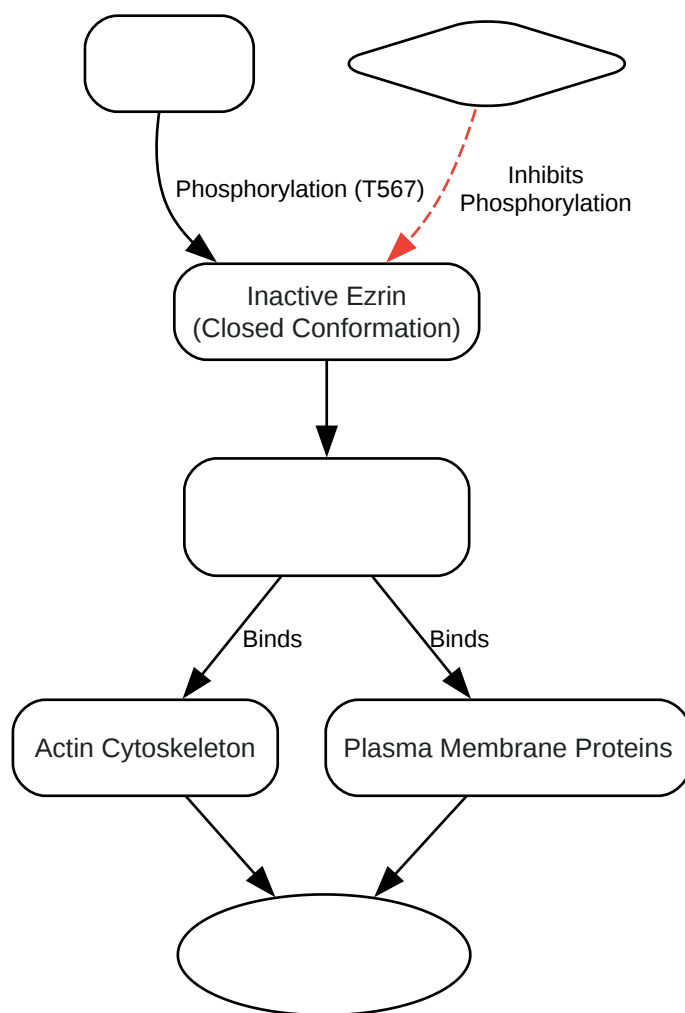 Phosphorylation (T567)
Inhibits
Phosphorylation
Inactive Ezrin
(Closed Conformation)
Binds
Binds
Actin Cytoskeleton
Plasma Membrane Proteins